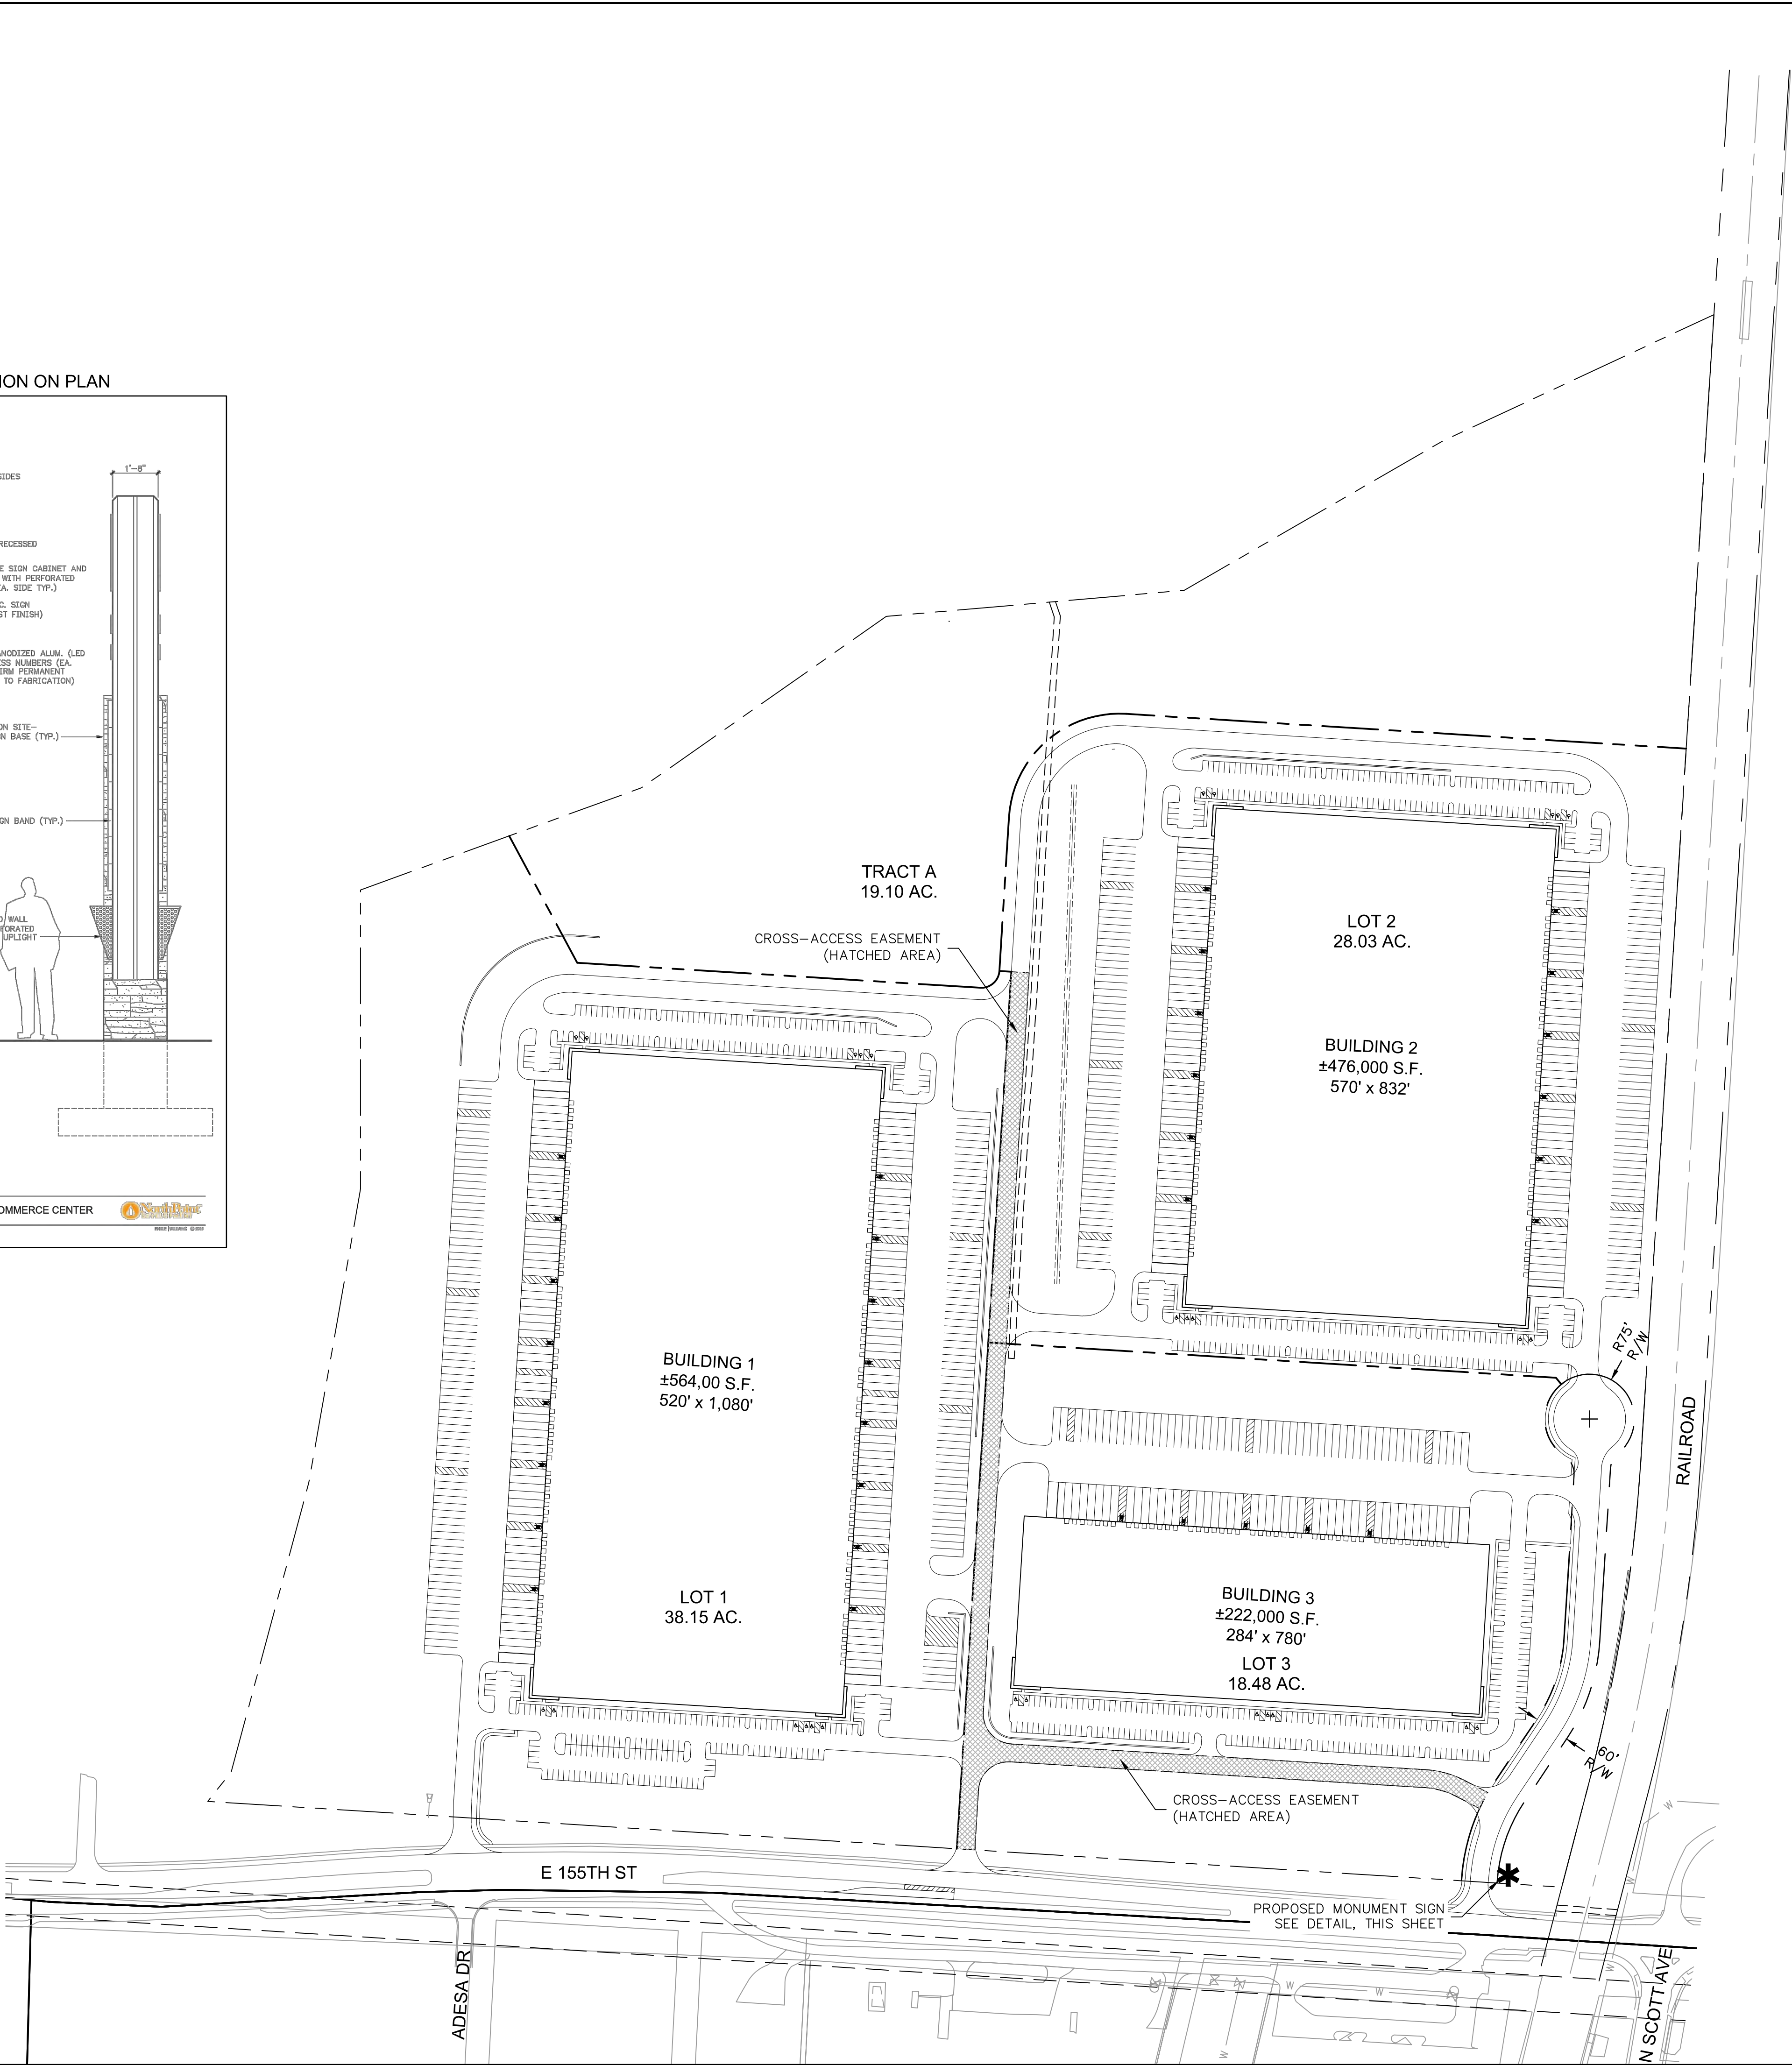 ION ON PLAN
1'-8"
SIDES
RECESSED
E SIGN CABINET AND
WITH PERFORATED
EA. SIDE TYP.)
C. SIGN
ST FINISH)
ANODIZED ALUM. (LED
ESS NUMBERS (EA.
IRM PERMANENT
TO FABRICATION)
ON SITE-
GN BASE (TYP.)
GN BAND (TYP.)
D WALL
FORATED
UPLIGHT
OMMERCE CENTER
NorthPoint
TRACT A
19.10 AC.
CROSS-ACCESS EASEMENT
(HATCHED AREA)
LOT 2
28.03 AC.
BUILDING 2
±476,000 S.F.
570' x 832'
R75'
R/W
RAILROAD
BUILDING 1
±564,00 S.F.
520' x 1,080'
LOT 1
38.15 AC.
BUILDING 3
±222,000 S.F.
284' x 780'
LOT 3
18.48 AC.
60'
R/W
CROSS-ACCESS EASEMENT
(HATCHED AREA)
E 155TH ST
PROPOSED MONUMENT SIGN
SEE DETAIL, THIS SHEET
ADESA DR
N SCOTT AVE
W
W
W
W
W
W
W
W
W